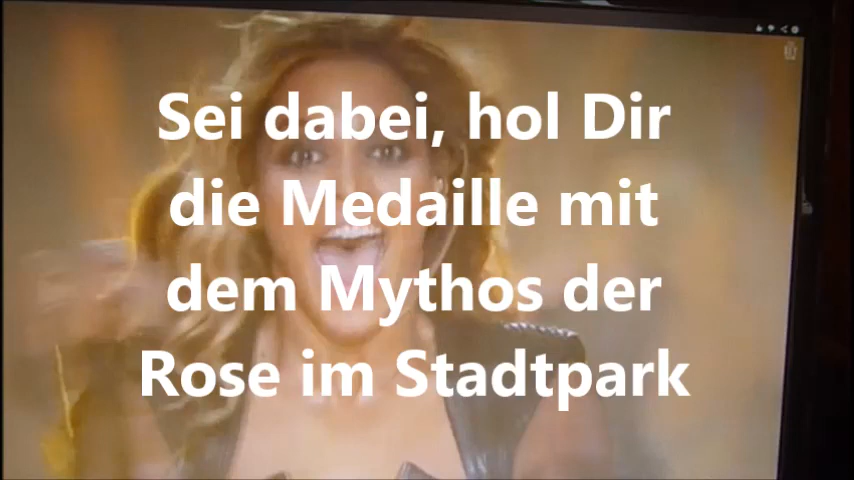 Sei dabei, hol Dir
die Medaille mit
dem Mythos der
Rose im Stadtpark